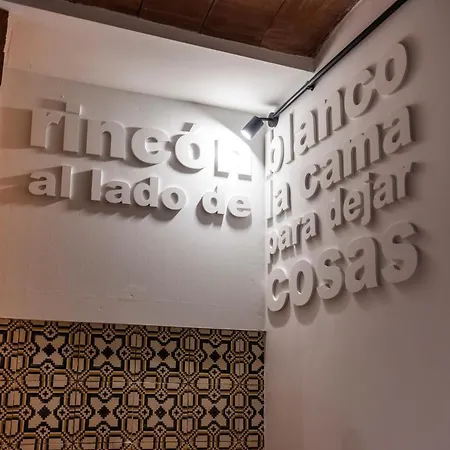 rincón blanco
al lado de la cama
para dejar
cosas